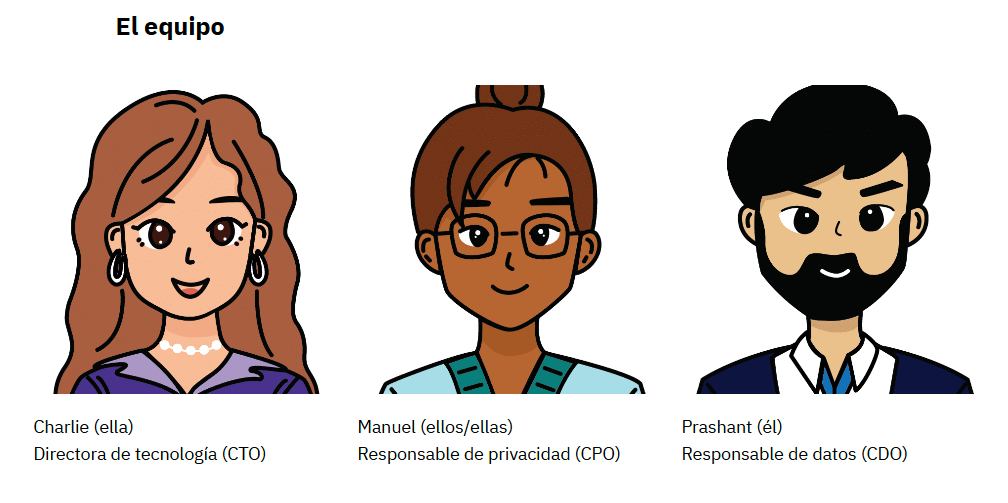 El equipo
Charlie (ella)
Directora de tecnología (CTO)
Manuel (ellos/ellas)
Responsable de privacidad (CPO)
Prashant (él)
Responsable de datos (CDO)